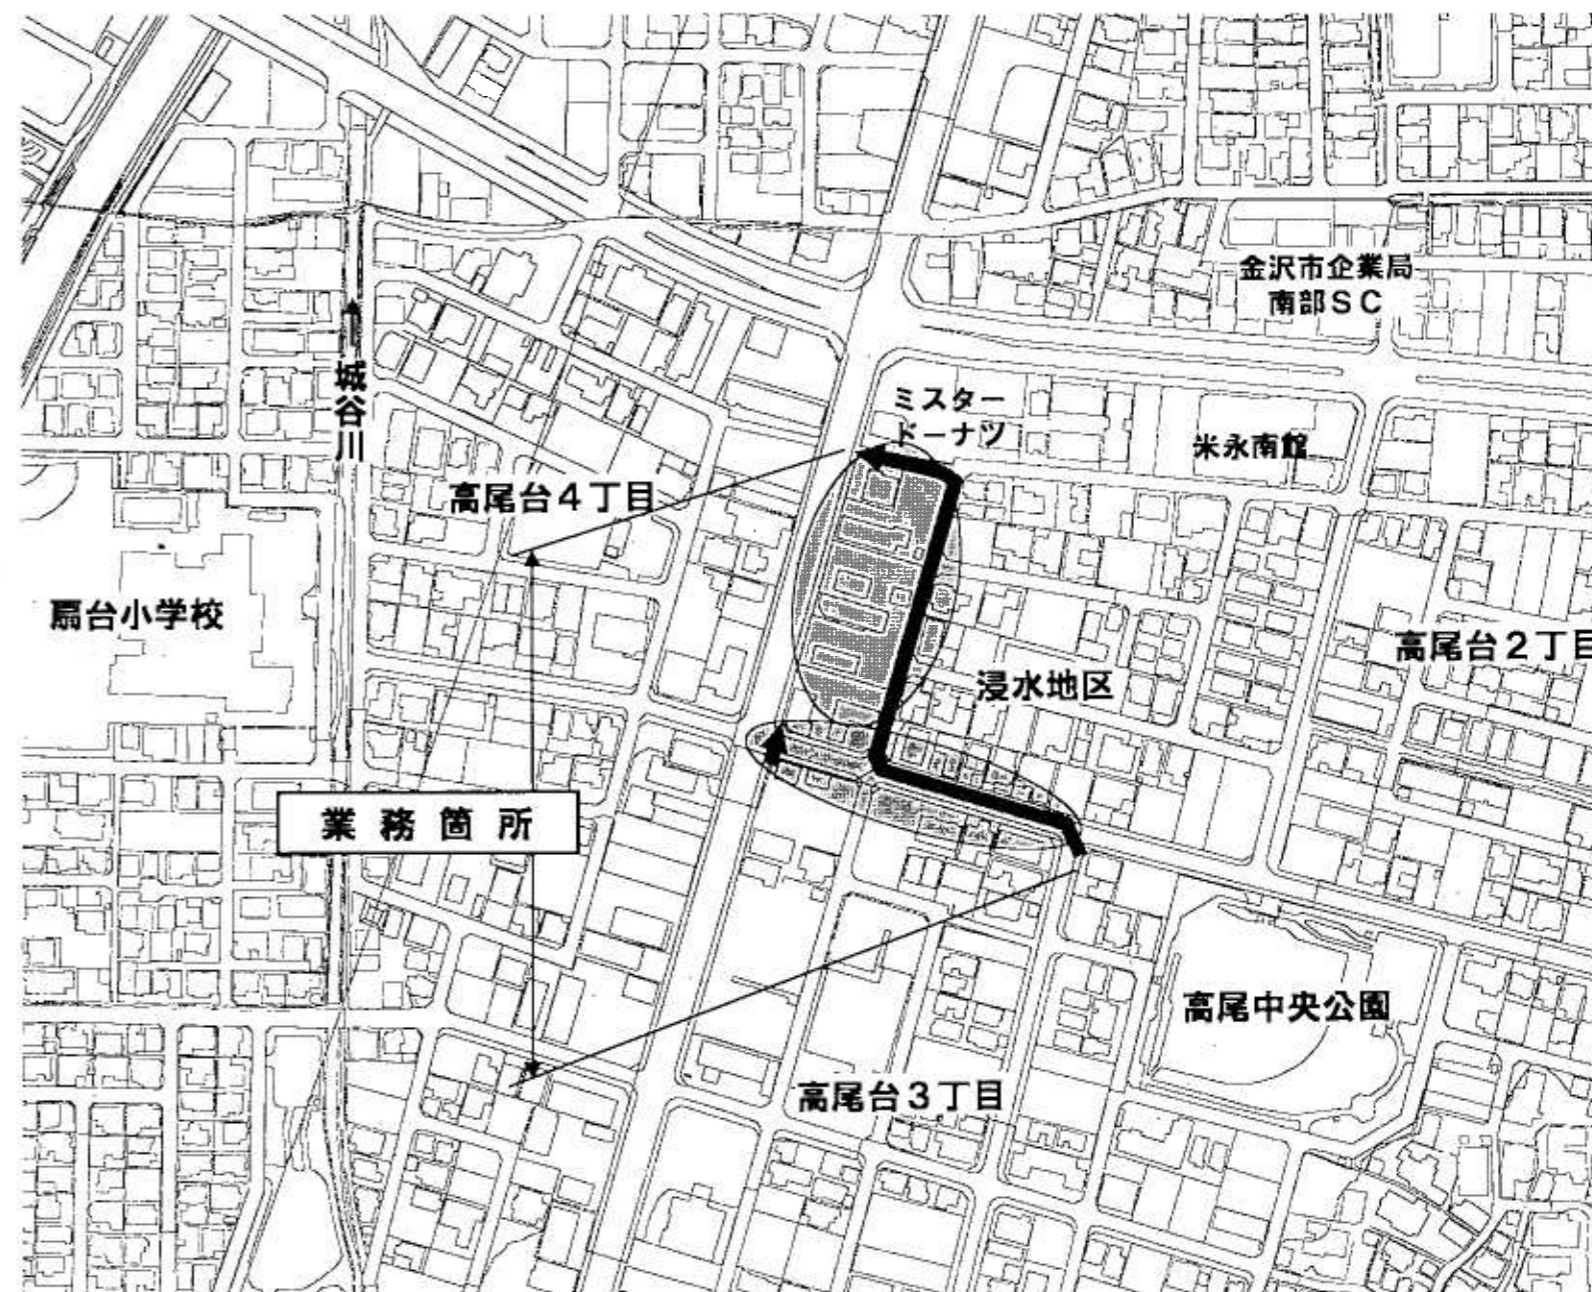 金沢市企業局
南部SC
城谷川
ミスター
ドーナツ
米永南館
高尾台4丁目
扇台小学校
高尾台2丁目
浸水地区
業務箇所
高尾中央公園
高尾台3丁目